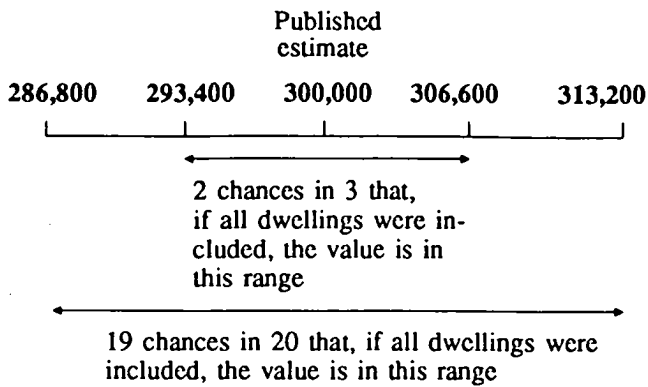 Published
estimate
286,800 293,400 300,000 306,600 313,200
2 chances in 3 that,
if all dwellings were in-
cluded, the value is in
this range
19 chances in 20 that, if all dwellings were
included, the value is in this range